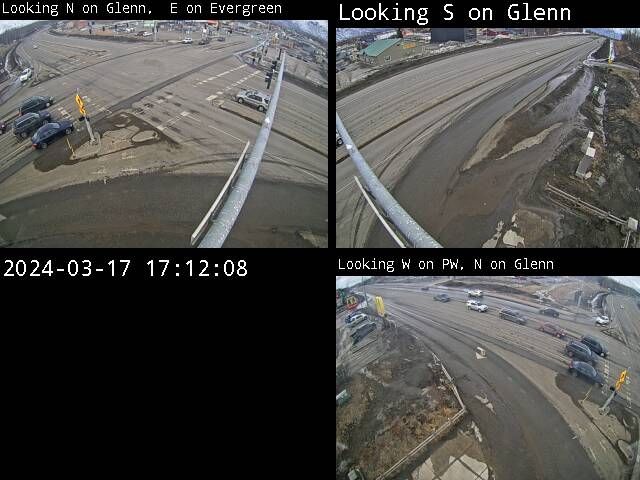 Looking N on Glenn,  E on Evergreen
Looking S on Glenn
2024-03-17 17:12:08
Looking W on PW, N on Glenn